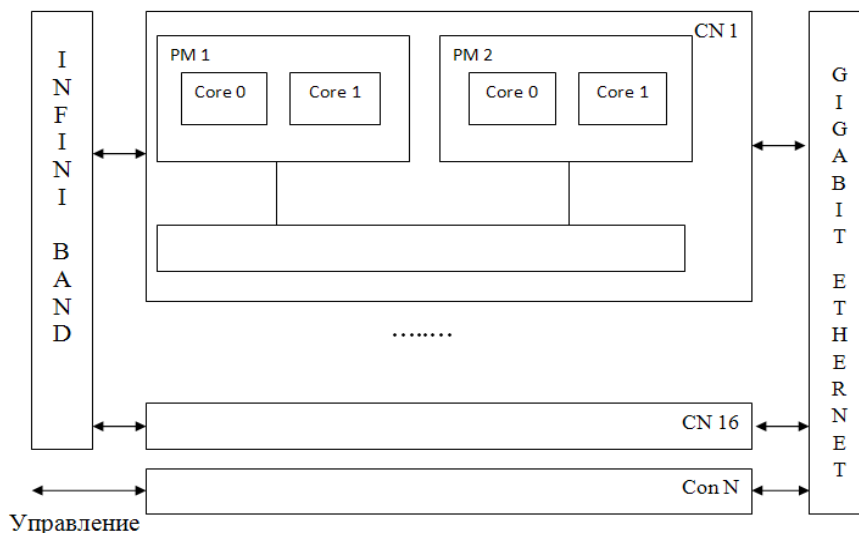 INFINI BAND
CN 1
PM 1
Core 0
Core 1
PM 2
Core 0
Core 1
GIGABIT ETHERNET
........
CN 16
Con N
Управление